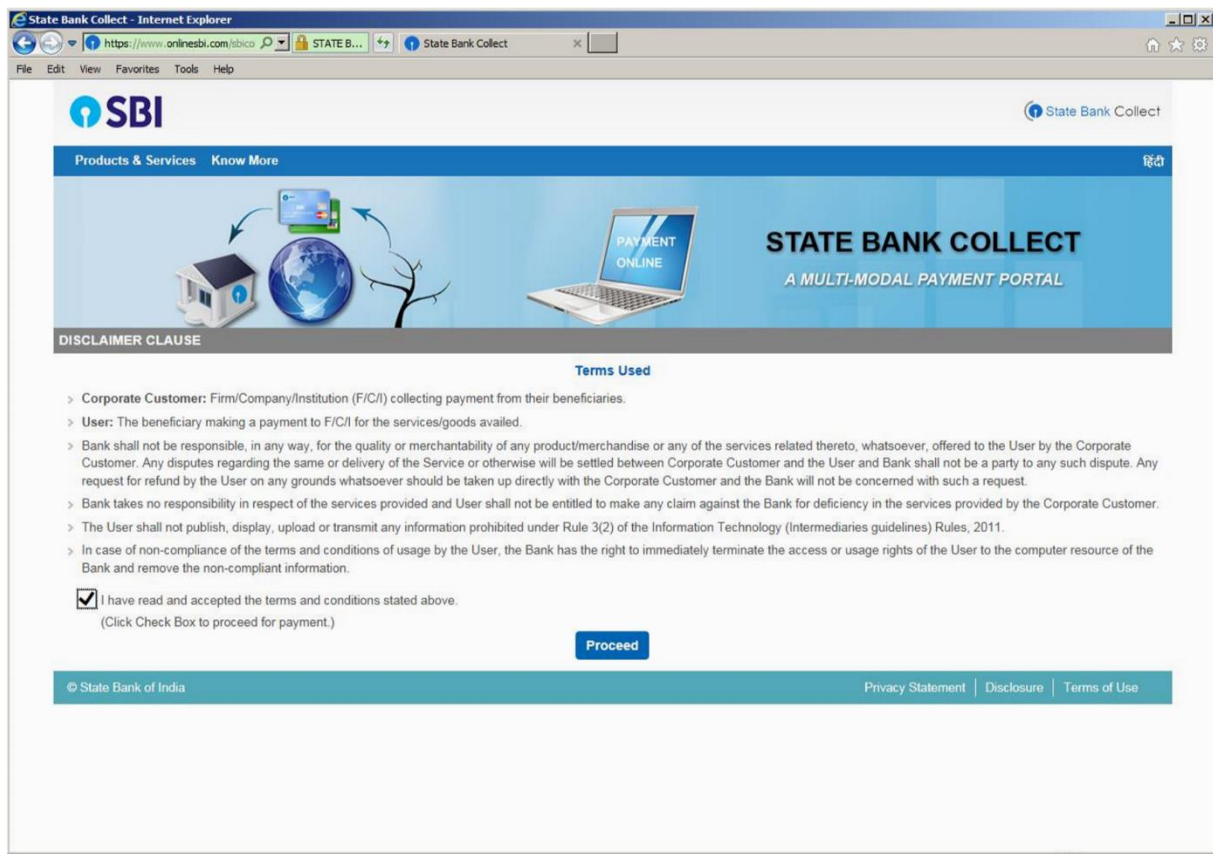 State Bank Collect - Internet Explorer
https://www.onlinesbi.com/sbico
STATE B...
State Bank Collect
File Edit View Favorites Tools Help
SBI
State Bank Collect
Products & Services Know More
हिंदी
PAYMENT
ONLINE
STATE BANK COLLECT
A MULTI-MODAL PAYMENT PORTAL
DISCLAIMER CLAUSE
Terms Used
Corporate Customer: Firm/Company/Institution (F/C/I) collecting payment from their beneficiaries.
User: The beneficiary making a payment to F/C/I for the services/goods availed.
Bank shall not be responsible, in any way, for the quality or merchantability of any product/merchandise or any of the services related thereto, whatsoever, offered to the User by the Corporate
Customer. Any disputes regarding the same or delivery of the Service or otherwise will be settled between Corporate Customer and the User and Bank shall not be a party to any such dispute. Any
request for refund by the User on any grounds whatsoever should be taken up directly with the Corporate Customer and the Bank will not be concerned with such a request.
Bank takes no responsibility in respect of the services provided and User shall not be entitled to make any claim against the Bank for deficiency in the services provided by the Corporate Customer.
The User shall not publish, display, upload or transmit any information prohibited under Rule 3(2) of the Information Technology (Intermediaries guidelines) Rules, 2011.
In case of non-compliance of the terms and conditions of usage by the User, the Bank has the right to immediately terminate the access or usage rights of the User to the computer resource of the
Bank and remove the non-compliant information.
I have read and accepted the terms and conditions stated above.
(Click Check Box to proceed for payment.)
Proceed
© State Bank of India
Privacy Statement | Disclosure | Terms of Use